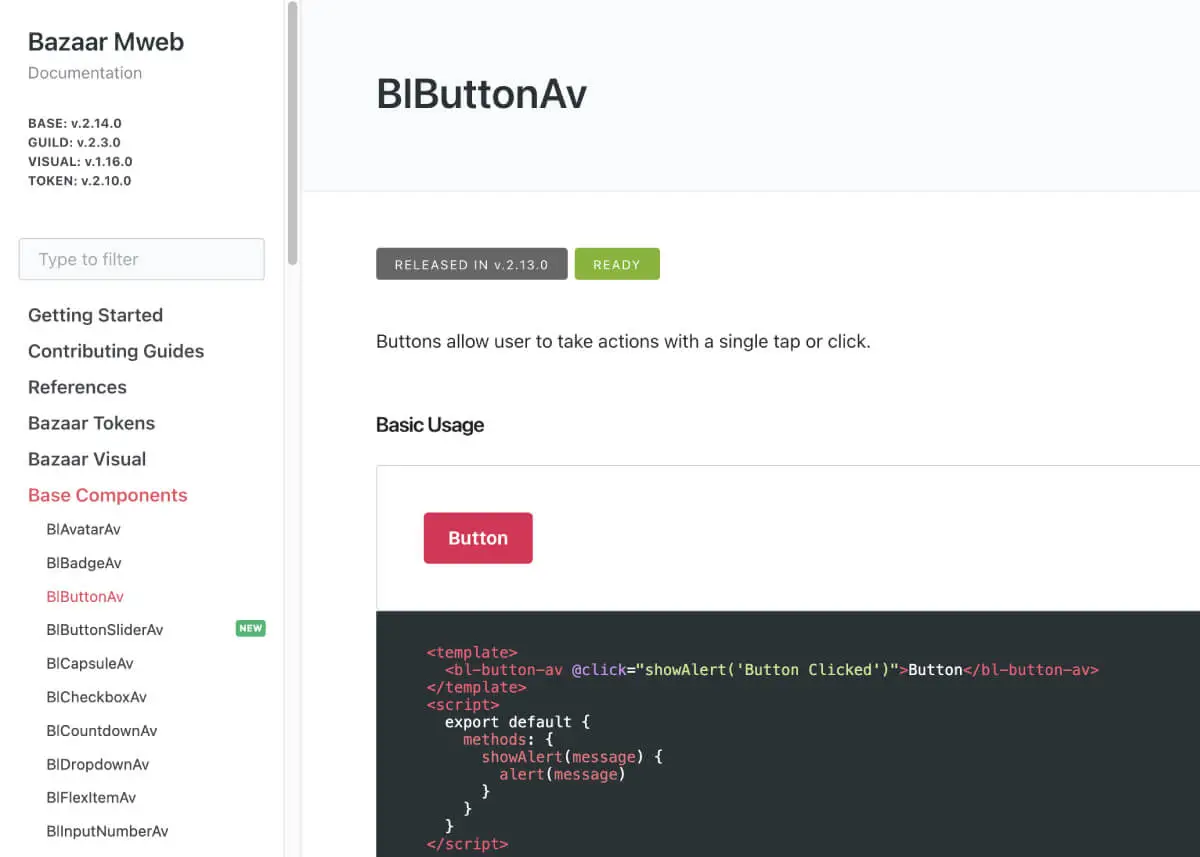 Bazaar Mweb
Documentation
BASE: v.2.14.0
GUILD: v.2.3.0
VISUAL: v.1.16.0
TOKEN: v.2.10.0
Type to filter
Getting Started
Contributing Guides
References
Bazaar Tokens
Bazaar Visual
Base Components
BlAvatarAv
BlBadgeAv
BlButtonAv
BlButtonSliderAv NEW
BlCapsuleAv
BlCheckboxAv
BlCountdownAv
BlDropdownAv
BlFlexItemAv
BlInputNumberAv
BlButtonAv
RELEASED IN v.2.13.0 READY
Buttons allow user to take actions with a single tap or click.
Basic Usage
Button
<template>
  <bl-button-av @click="showAlert('Button Clicked')">Button</bl-button-av>
</template>
<script>
  export default {
    methods: {
      showAlert(message) {
        alert(message)
      }
    }
  }
</script>